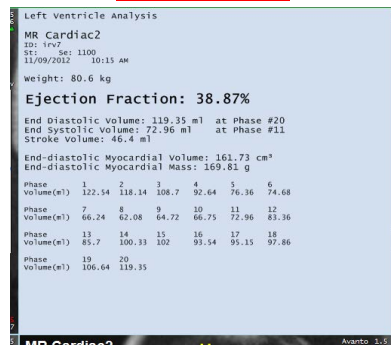 Left Ventricle Analysis
MR Cardiac2
ID: irv7
St: Se: 1100
11/09/2012 10:15 AM
Weight: 80.6 kg
Ejection Fraction: 38.87%
End Diastolic Volume: 119.35 ml at Phase #20
End Systolic Volume: 72.96 ml at Phase #11
Stroke Volume: 46.4 ml
End-diastolic Myocardial Volume: 161.73 cm³
End-diastolic Myocardial Mass: 169.81 g
Phase 1 2 3 4 5 6
Volume(ml) 122.54 118.14 108.7 92.64 76.36 74.68
Phase 7 8 9 10 11 12
Volume(ml) 66.24 62.08 64.72 66.75 72.96 83.36
Phase 13 14 15 16 17 18
Volume(ml) 85.7 100.33 102 93.54 95.15 97.86
Phase 19 20
Volume(ml) 106.64 119.35
MR Cardiac2
Avanto 1.5